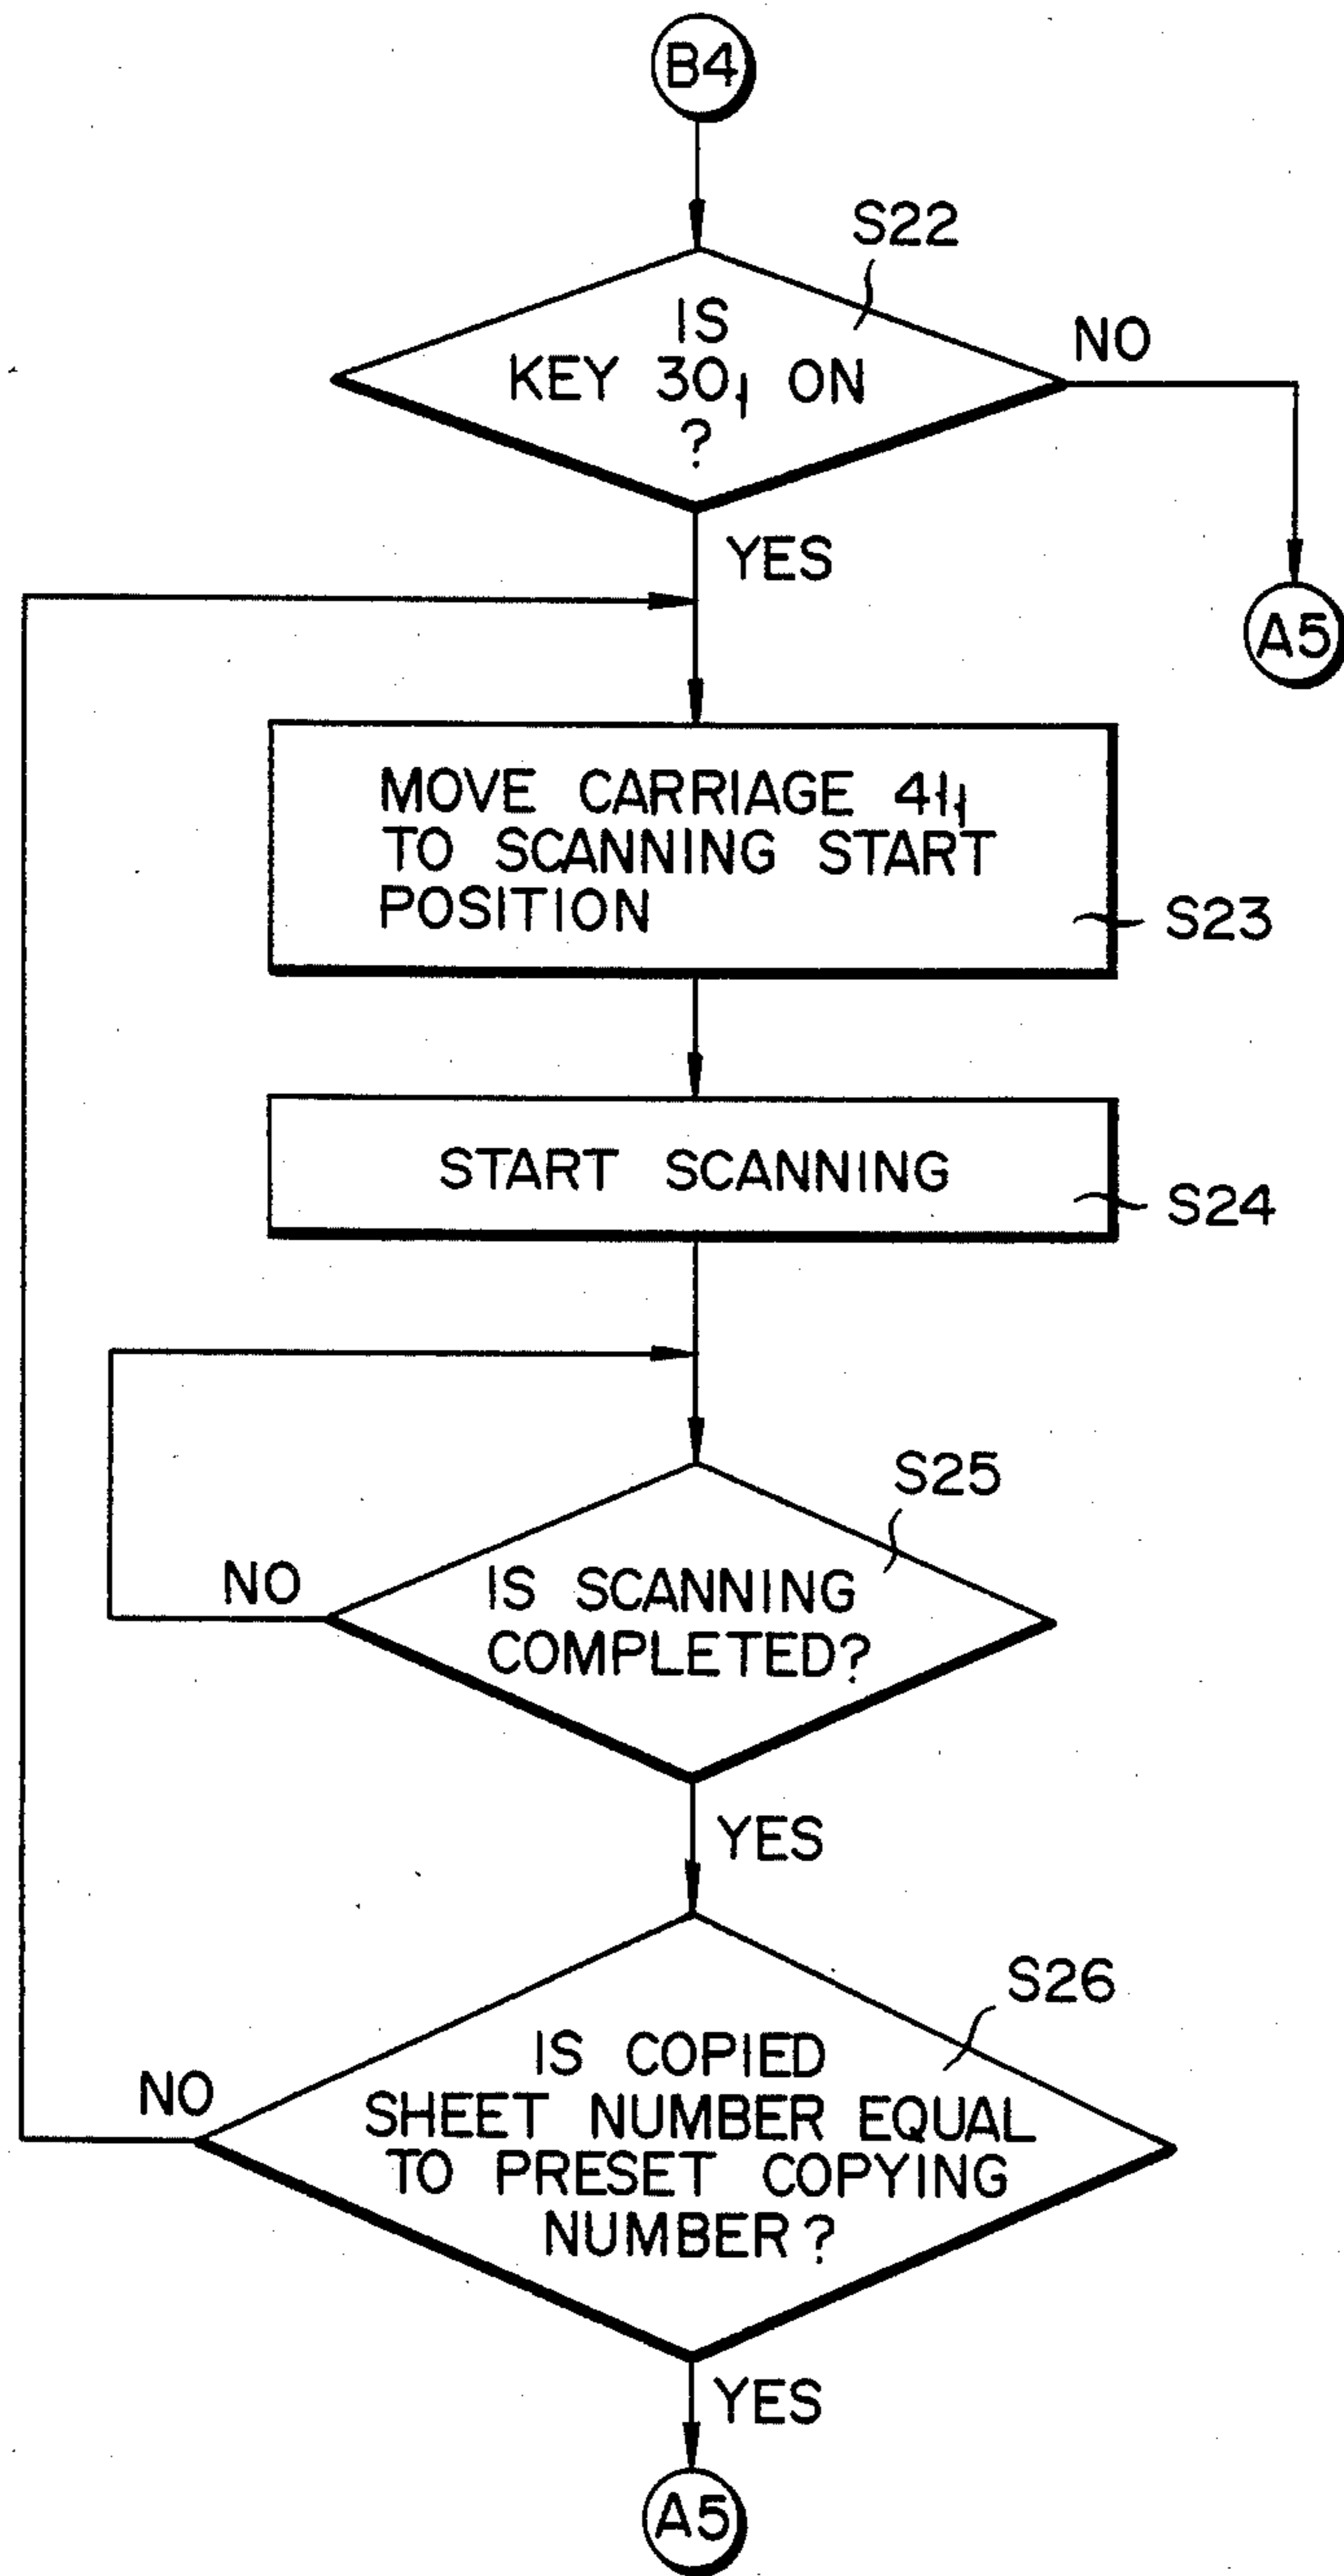 B4
S22
IS
KEY 30₁ ON
?
NO
YES
A5
MOVE CARRIAGE 41₁
TO SCANNING START
POSITION
S23
START SCANNING
S24
S25
NO
IS SCANNING
COMPLETED?
YES
S26
NO
IS COPIED
SHEET NUMBER EQUAL
TO PRESET COPYING
NUMBER?
YES
A5